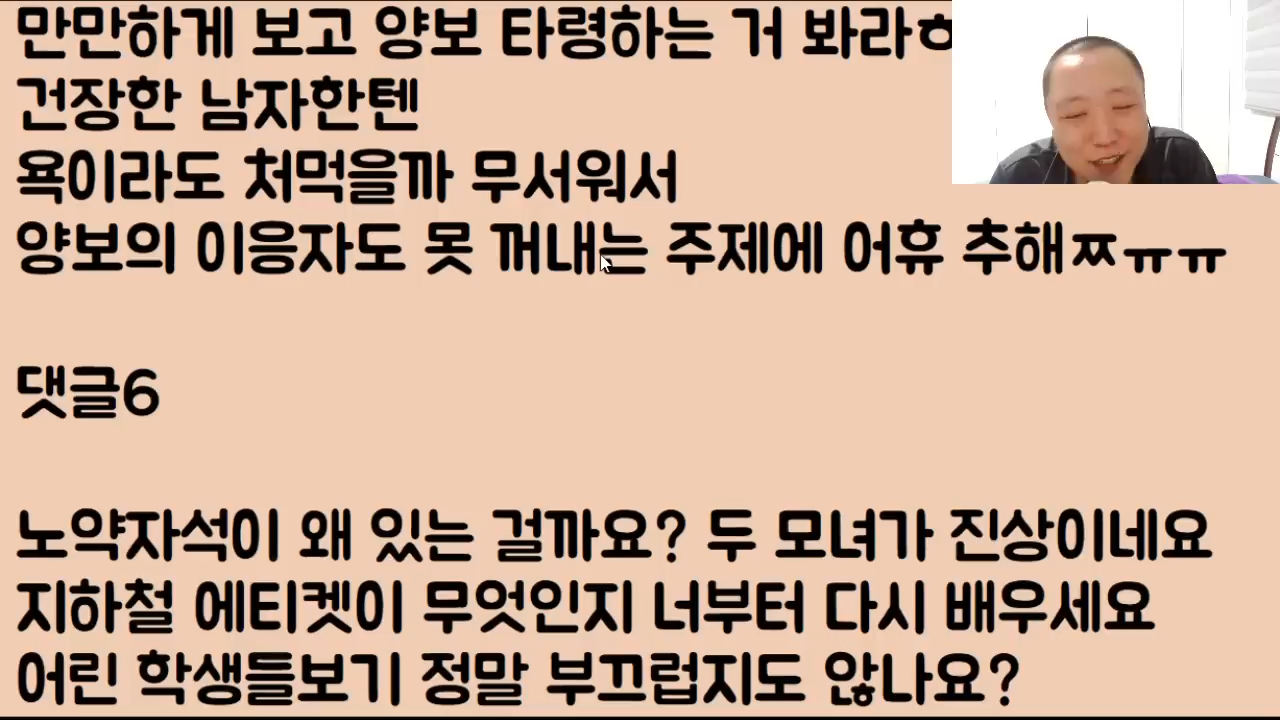 만만하게 보고 양보 타령하는 거 봐라ㅎ
건장한 남자한텐
욕이라도 처먹을까 무서워서
양보의 이응자도 못 꺼내는 주제에 어휴 추해ㅉㅠㅠ
댓글6
노약자석이 왜 있는 걸까요? 두 모녀가 진상이네요
지하철 에티켓이 무엇인지 너부터 다시 배우세요
어린 학생들보기 정말 부끄럽지도 않나요?